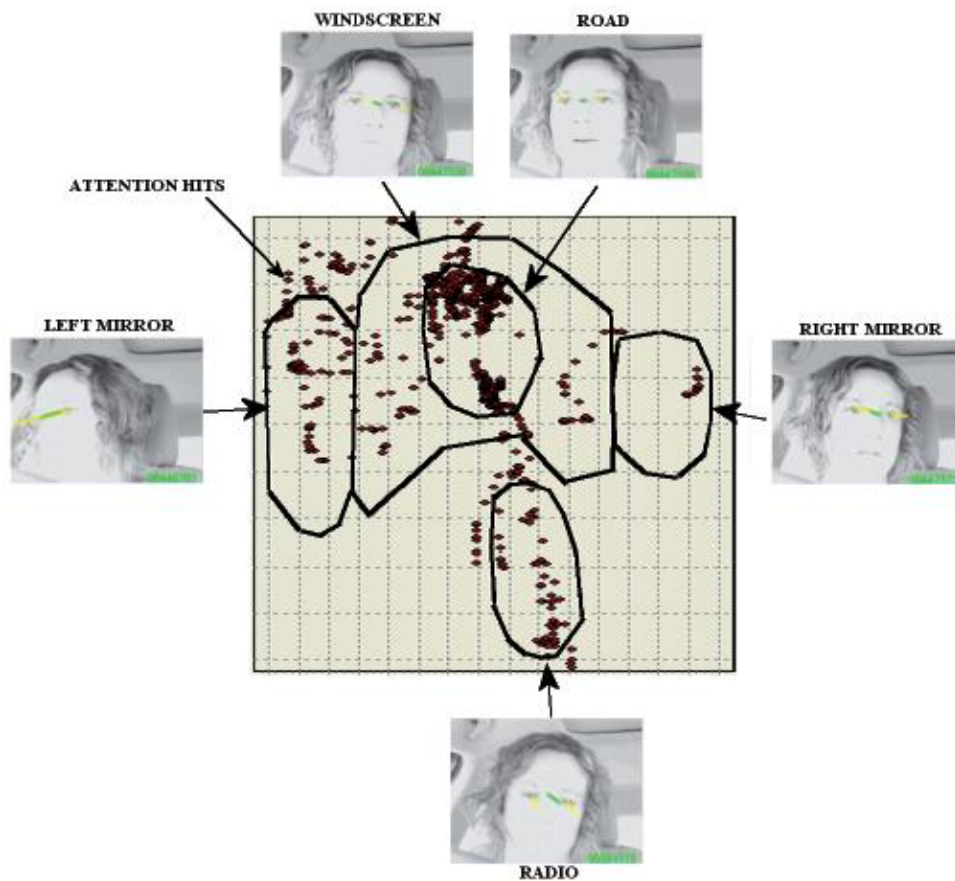 WINDSCREEN
ROAD
ATTENTION HITS
LEFT MIRROR
RIGHT MIRROR
RADIO